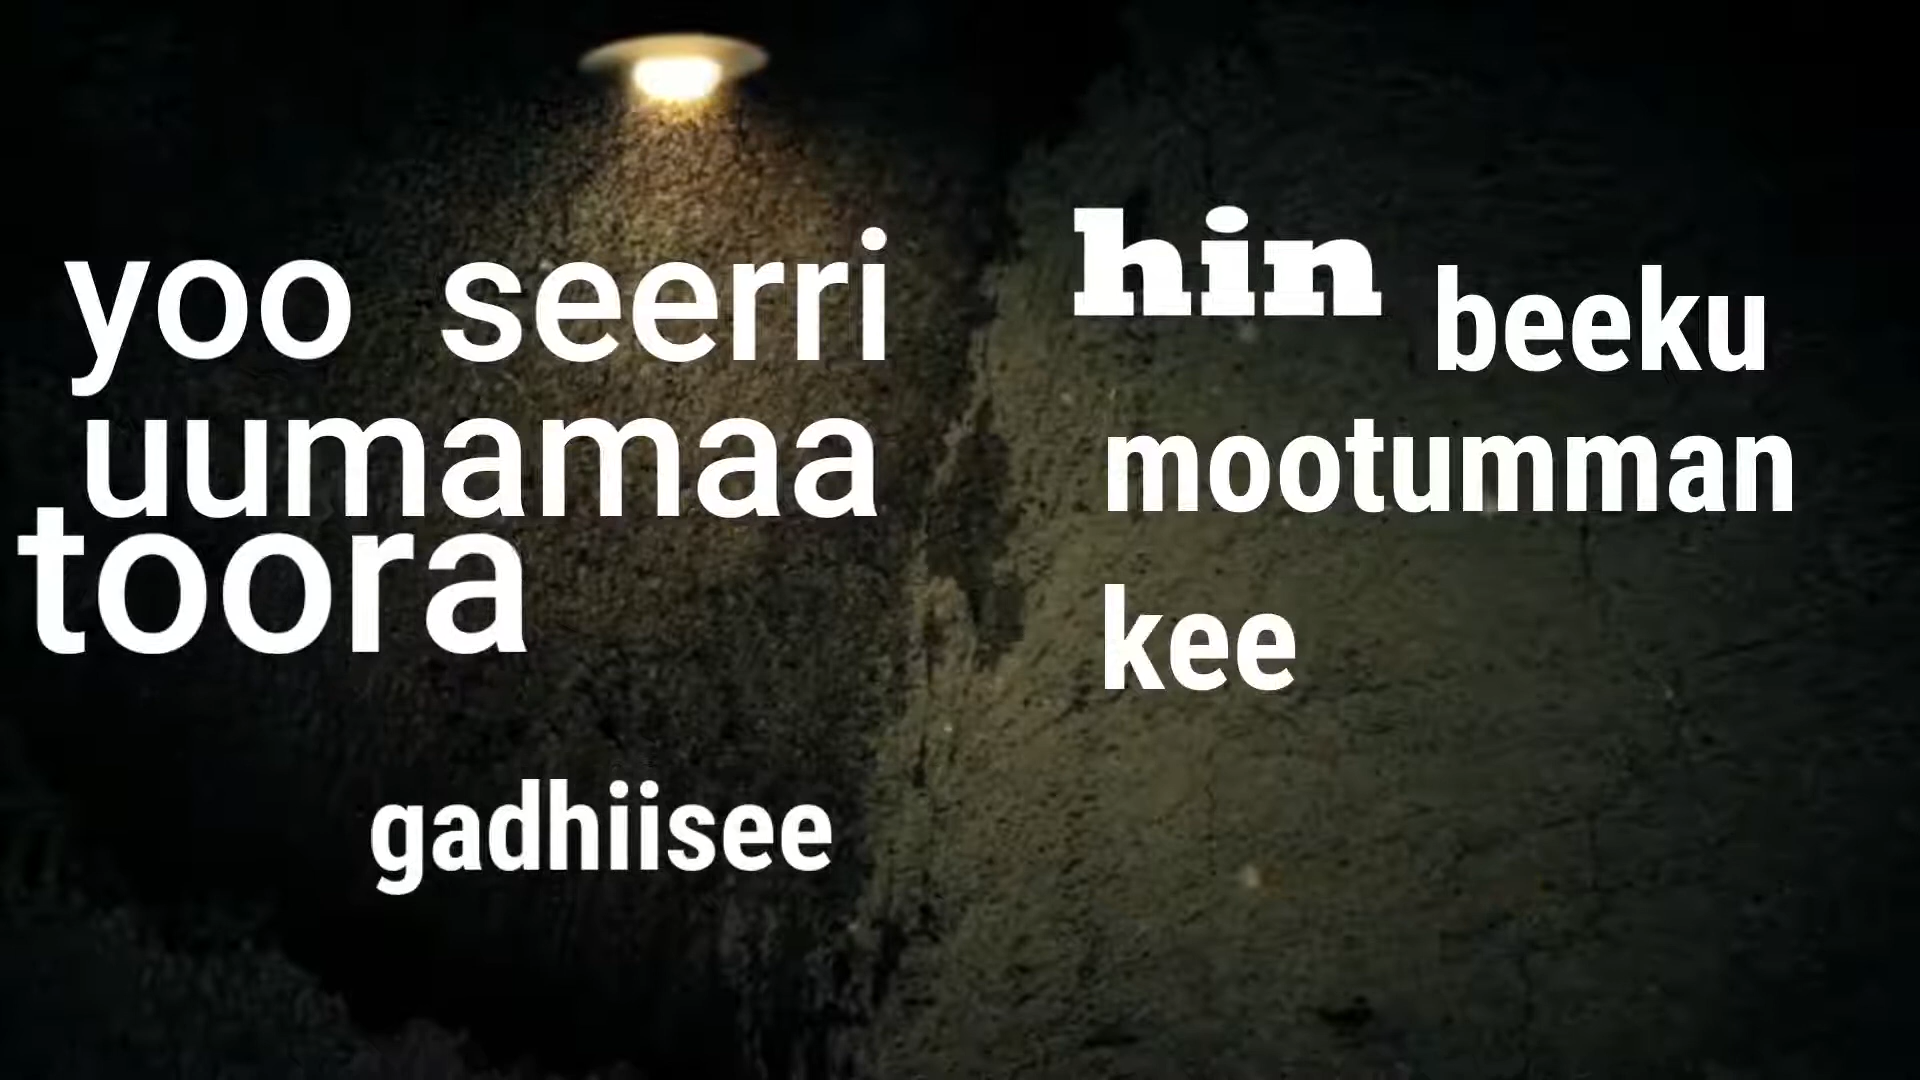 yoo seerri
uumamaa
toora
gadhiisee
hin beeku
mootumman
kee